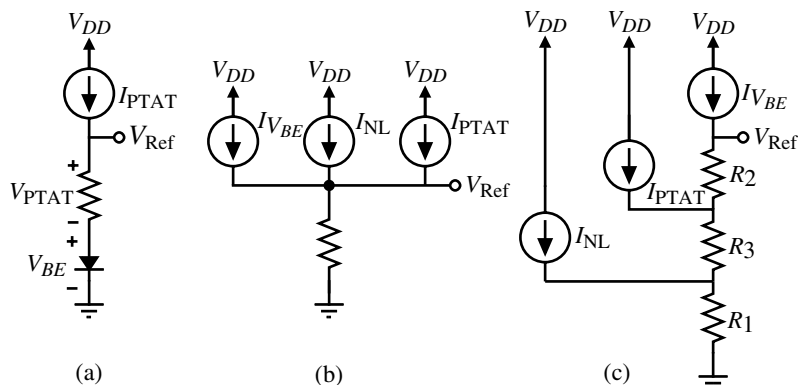 V_DD
I_PTAT
V_Ref
+
V_PTAT
−
+
V_BE
−
(a)
V_DD V_DD V_DD
I_V_BE I_NL I_PTAT
V_Ref
(b)
V_DD V_DD V_DD
I_V_BE
V_Ref
R2
I_PTAT
I_NL
R3
R1
(c)